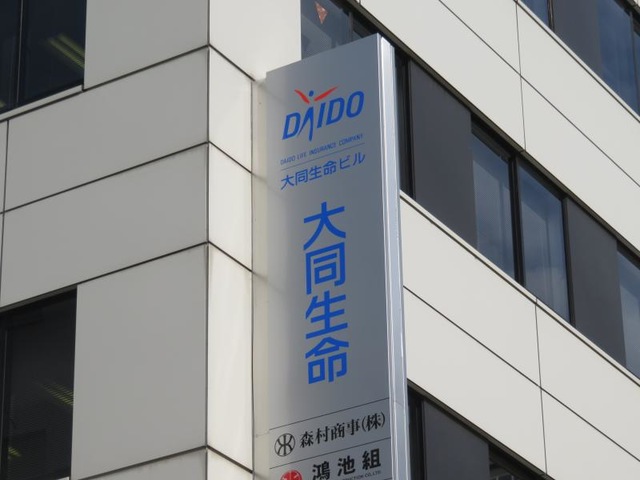 DAIDO
DAIDO LIFE INSURANCE COMPANY
大同生命ビル
大同生命
森村商事(株)
鴻池組